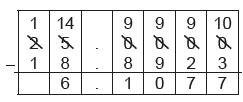 1 14 9 9 9 10
2 5 . 0 0 0 0
– 1 8 . 8 9 2 3
6 . 1 0 7 7